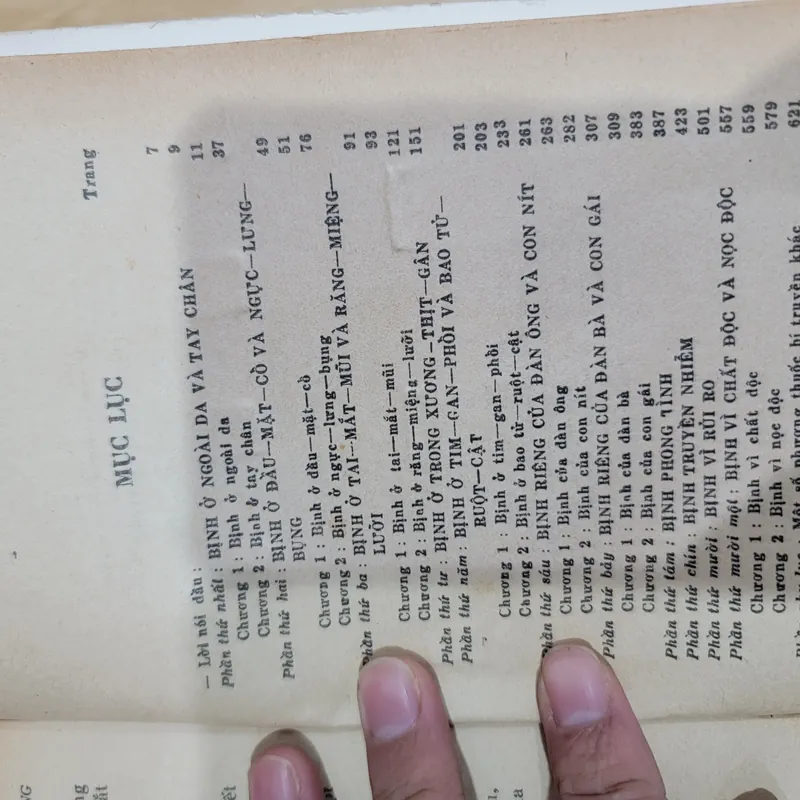 MỤC LỤC
Trang
— Lời nói đầu : 7
Phần thứ nhất : BỊNH Ở NGOÀI DA VÀ TAY CHÂN 9
Chương 1 : Bịnh ở ngoài da 11
Chương 2 : Bịnh ở tay chân 37
Phần thứ hai : BỊNH Ở ĐẦU—MẶT—CỔ VÀ NGỰC—LƯNG—
BỤNG 49
Chương 1 : Bịnh ở đầu—mặt—cổ 51
Chương 2 : Bịnh ở ngực—lưng—bụng 76
Phần thứ ba : BỊNH Ở TAI—MẮT—MŨI VÀ RĂNG—MIỆNG—
LƯỠI 91
Chương 1 : Bịnh ở tai—mắt—mũi 93
Chương 2 : Bịnh ở răng—miệng—lưỡi 121
Phần thứ tư : BỊNH Ở TRONG XƯƠNG—THỊT—GÂN 151
Phần thứ năm : BỊNH Ở TIM—GAN—PHỔI VÀ BAO TỬ—
RUỘT—CẬT 201
Chương 1 : Bịnh ở tim—gan—phổi 203
Chương 2 : Bịnh ở bao tử—ruột—cật 233
Phần thứ sáu : BỊNH RIÊNG CỦA ĐÀN ÔNG VÀ CON NÍT 261
Chương 1 : Bịnh của đàn ông 263
Chương 2 : Bịnh của con nít 282
Phần thứ bảy : BỊNH RIÊNG CỦA ĐÀN BÀ VÀ CON GÁI 307
Chương 1 : Bịnh của đàn bà 309
Chương 2 : Bịnh của con gái 383
Phần thứ tám : BỊNH PHONG TÌNH 387
Phần thứ chín : BỊNH TRUYỀN NHIỄM 423
Phần thứ mười : BỊNH VÌ RỦI RO 501
Phần thứ mười một : BỊNH VÌ CHẤT ĐỘC VÀ NỌC ĐỘC 557
Chương 1 : Bịnh vì chất độc 559
Chương 2 : Bịnh vì nọc độc 579
Phần phụ lục : Một số phương thuốc bí truyền khác 621